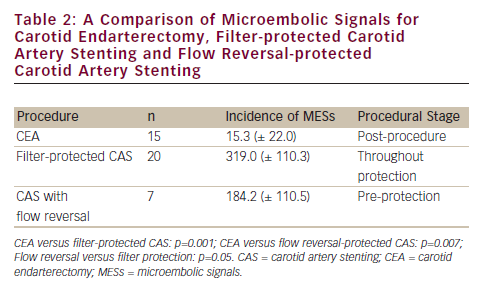 Table 2: A Comparison of Microembolic Signals for
Carotid Endarterectomy, Filter-protected Carotid
Artery Stenting and Flow Reversal-protected
Carotid Artery Stenting
Procedure n Incidence of MESs Procedural Stage
CEA 15 15.3 (± 22.0) Post-procedure
Filter-protected CAS 20 319.0 (± 110.3) Throughout
protection
CAS with 7 184.2 (± 110.5) Pre-protection
flow reversal
CEA versus filter-protected CAS: p=0.001; CEA versus flow reversal-protected CAS: p=0.007;
Flow reversal versus filter protection: p=0.05. CAS = carotid artery stenting; CEA = carotid
endarterectomy; MESs = microembolic signals.